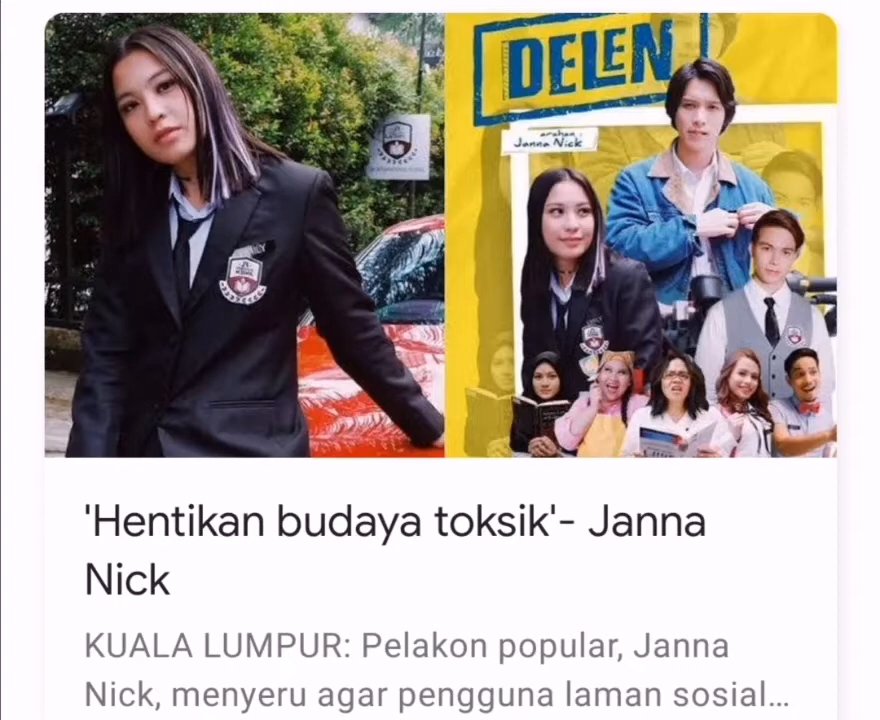 DELEN
arahan :
Janna Nick
'Hentikan budaya toksik'- Janna
Nick
KUALA LUMPUR: Pelakon popular, Janna
Nick, menyeru agar pengguna laman sosial...